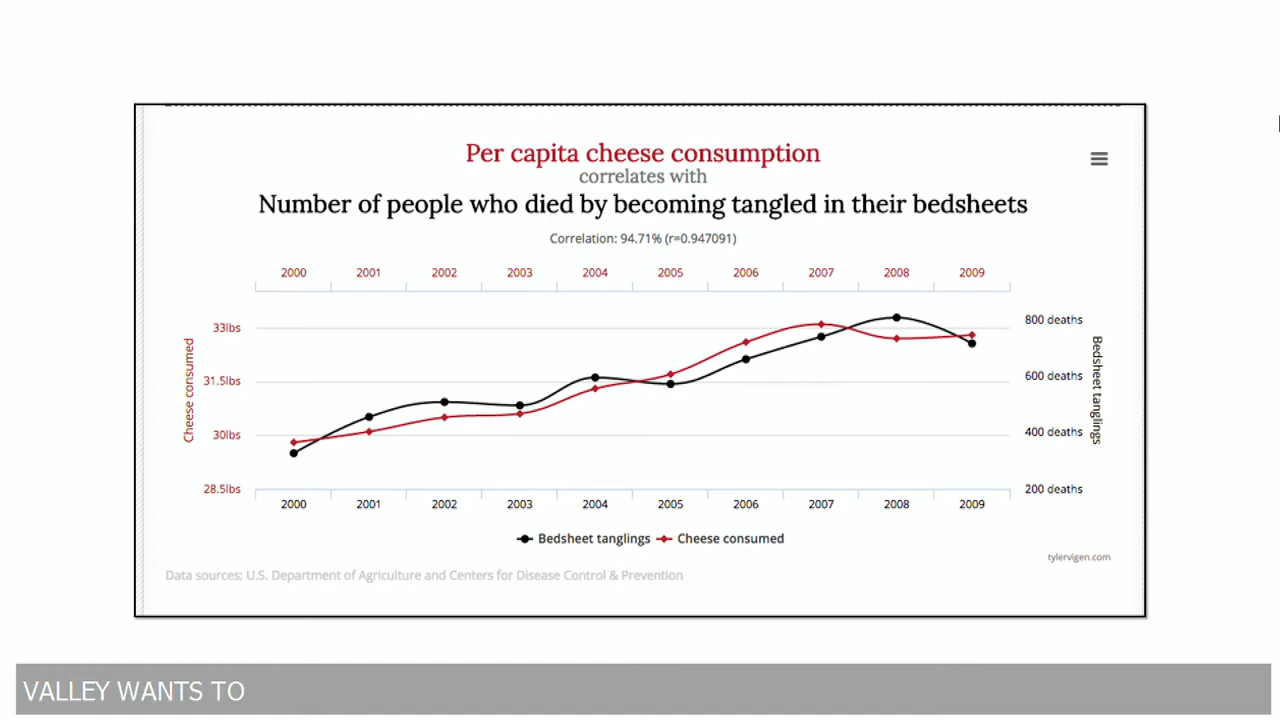 Per capita cheese consumption
correlates with
Number of people who died by becoming tangled in their bedsheets
Correlation: 94.71% (r=0.947091)
2000 2001 2002 2003 2004 2005 2006 2007 2008 2009
33lbs
31.5lbs
30lbs
28.5lbs
Cheese consumed
800 deaths
600 deaths
400 deaths
200 deaths
Bedsheet tanglings
2000 2001 2002 2003 2004 2005 2006 2007 2008 2009
Bedsheet tanglings Cheese consumed
tylervigen.com
Data sources: U.S. Department of Agriculture and Centers for Disease Control & Prevention
VALLEY WANTS TO